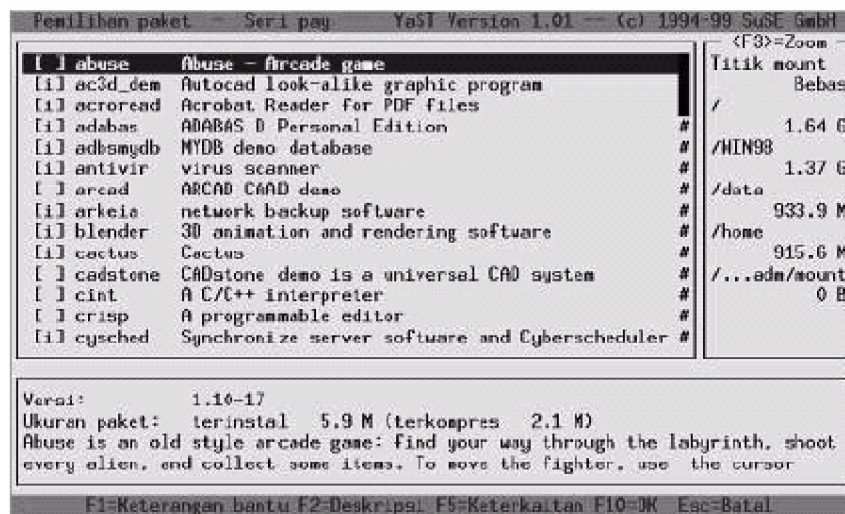 Pemilihan paket - Seri pay YaST Version 1.01 -- (c) 1994-99 SuSE GmbH
<F3>=Zoom -
[ ] abuse Abuse - Arcade game
[i] ac3d_dem Autocad look-alike graphic program
[i] acroread Acrobat Reader for PDF files
[i] adabas ADABAS D Personal Edition #
[i] adbsmydb MYDB demo database #
[i] antivir virus scanner #
[ ] arcad ARCAD CAAD demo #
[i] arkeia network backup software #
[i] blender 3D animation and rendering software #
[i] cactus Cactus #
[ ] cadstone CADstone demo is a universal CAD system #
[ ] cint A C/C++ interpreter #
[ ] crisp A programmable editor #
[i] cysched Synchronize server software and Cyberscheduler #
Titik mount
Bebas
/
1.64 G
/WIN98
1.37 G
/data
933.9 M
/home
915.6 M
/...adm/mount
0 B
Versi: 1.10-17
Ukuran paket: terinstal 5.9 M (terkompres 2.1 M)
Abuse is an old style arcade game: Find your way through the labyrinth, shoot
every alien, and collect some items. To move the fighter, use the cursor
F1=Keterangan bantu F2=Deskripsi F5=Keterkaitan F10=OK Esc=Batal